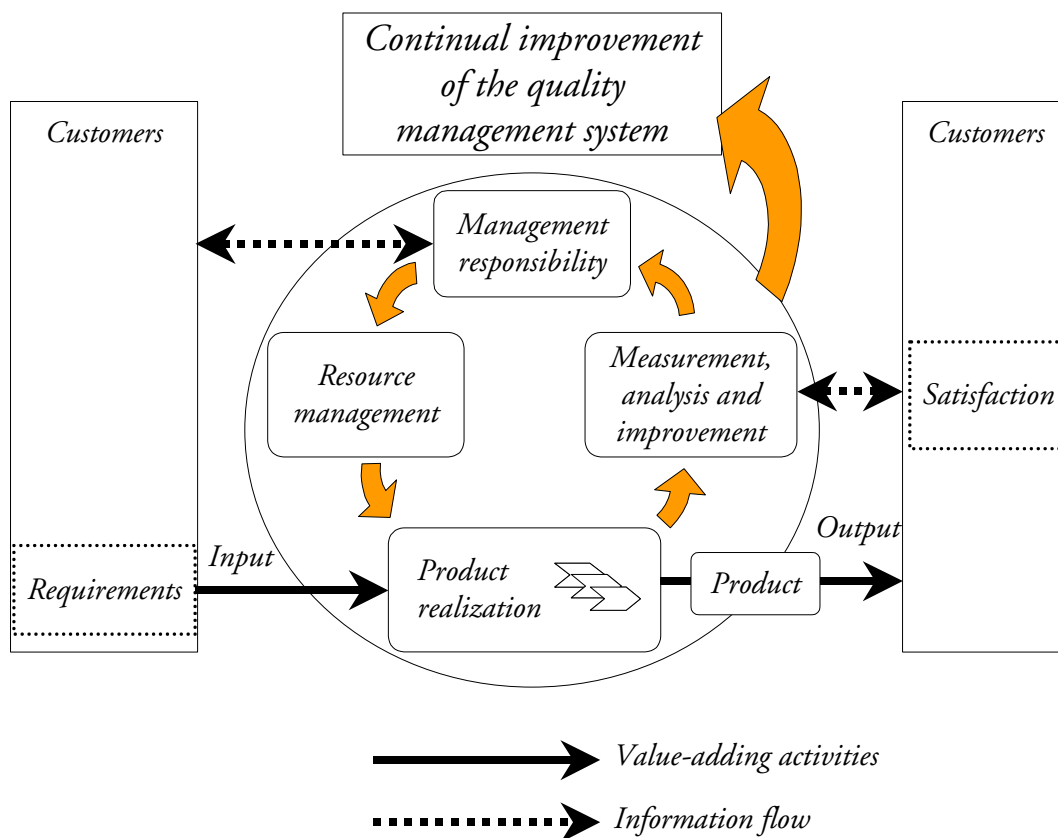 Continual improvement
of the quality
management system
Customers
Customers
Management
responsibility
Resource
management
Measurement,
analysis and
improvement
Satisfaction
Requirements
Input
Product
realization
Product
Output
Value-adding activities
Information flow